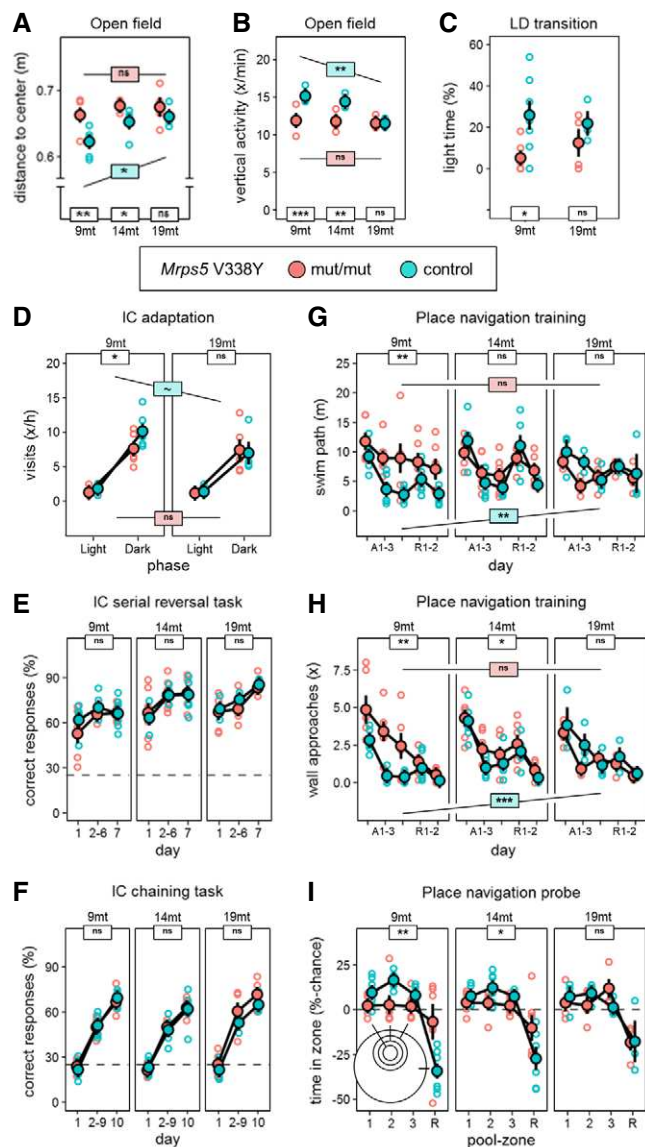 A
Open field
distance to center (m)
0.7
0.6
ns
*
** * ns
9mt 14mt 19mt
B
Open field
vertical activity (x/min)
20
15
10
5
0
**
ns
*** ** ns
9mt 14mt 19mt
C
LD transition
light time (%)
60
40
20
0
* ns
9mt 19mt
Mrps5 V338Y mut/mut control
D
IC adaptation
9mt 19mt
* ns
visits (x/h)
20
15
10
5
0
~
ns
Light Dark Light Dark
phase
G
Place navigation training
9mt 14mt 19mt
** ns ns
swim path (m)
25
20
15
10
5
0
ns
**
A1-3 R1-2 A1-3 R1-2 A1-3 R1-2
day
E
IC serial reversal task
9mt 14mt 19mt
ns ns ns
correct responses (%)
90
60
30
0
1 2-6 7 1 2-6 7 1 2-6 7
day
H
Place navigation training
9mt 14mt 19mt
** * ns
wall approaches (x)
7.5
5.0
2.5
0.0
ns
***
A1-3 R1-2 A1-3 R1-2 A1-3 R1-2
day
F
IC chaining task
9mt 14mt 19mt
ns ns ns
correct responses (%)
90
60
30
0
1 2-9 10 1 2-9 10 1 2-9 10
day
I
Place navigation probe
9mt 14mt 19mt
** * ns
time in zone (%-chance)
25
0
-25
-50
1 2 3 R 1 2 3 R 1 2 3 R
pool-zone